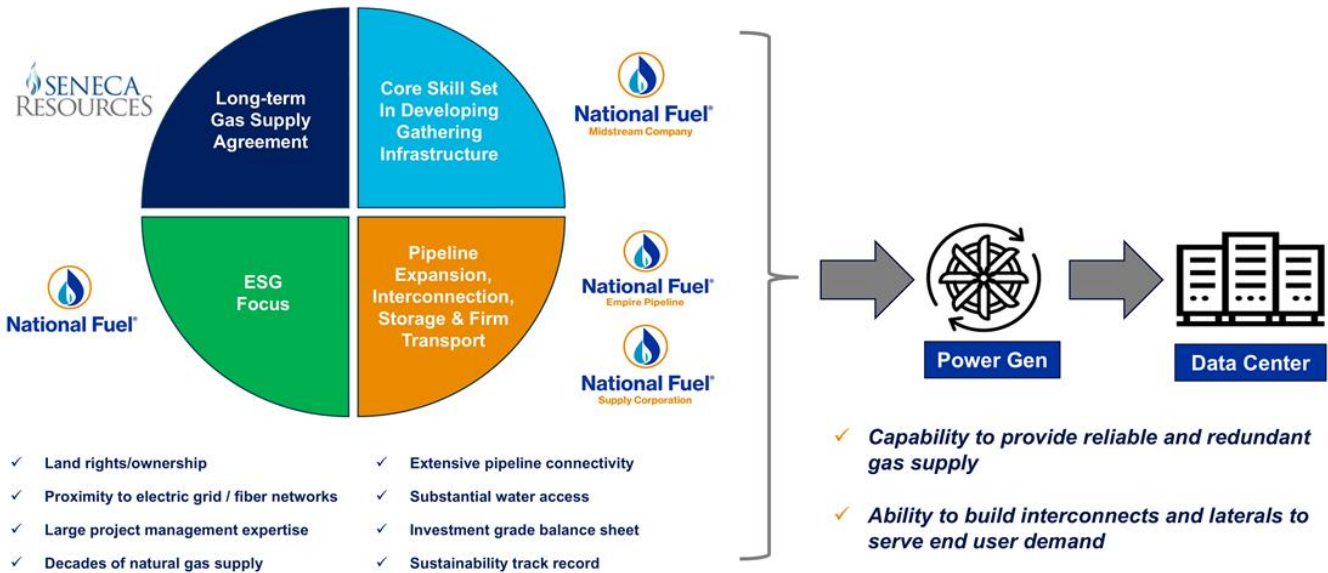 SENECA
RESOURCES
Long-term
Gas Supply
Agreement
Core Skill Set
In Developing
Gathering
Infrastructure
National Fuel®
Midstream Company
National Fuel®
ESG
Focus
Pipeline
Expansion,
Interconnection,
Storage & Firm
Transport
National Fuel®
Empire Pipeline
National Fuel®
Supply Corporation
Power Gen
Data Center
✓ Land rights/ownership
✓ Proximity to electric grid / fiber networks
✓ Large project management expertise
✓ Decades of natural gas supply
✓ Extensive pipeline connectivity
✓ Substantial water access
✓ Investment grade balance sheet
✓ Sustainability track record
✓ Capability to provide reliable and redundant
gas supply
✓ Ability to build interconnects and laterals to
serve end user demand